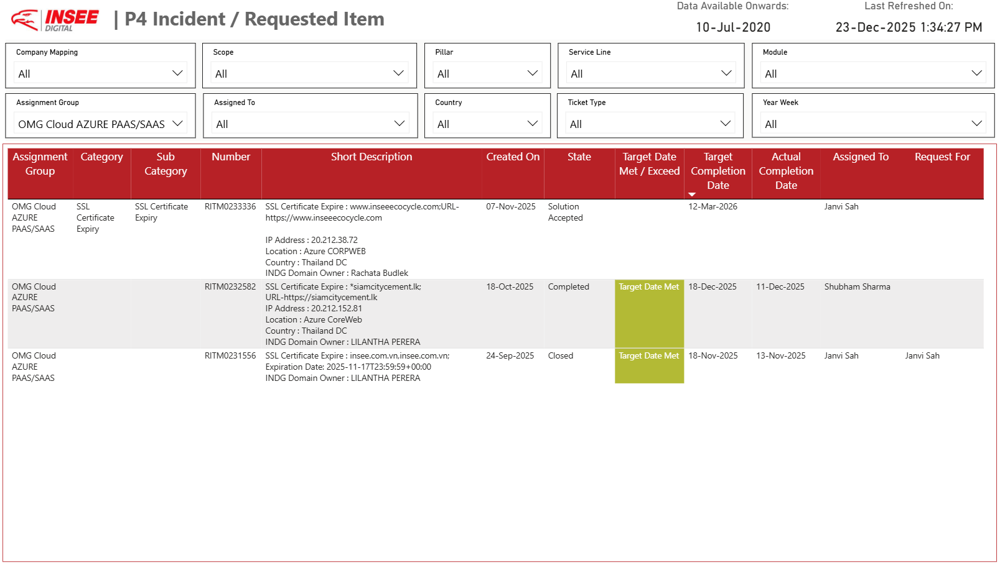 INSEE
DIGITAL
| P4 Incident / Requested Item
Data Available Onwards:
10-Jul-2020
Last Refreshed On:
23-Dec-2025 1:34:27 PM
Company Mapping
All
Scope
All
Pillar
All
Service Line
All
Module
All
Assignment Group
OMG Cloud AZURE PAAS/SAAS
Assigned To
All
Country
All
Ticket Type
All
Year Week
All
Assignment
Group
Category
Sub
Category
Number
Short Description
Created On
State
Target Date
Met / Exceed
Target
Completion
Date
Actual
Completion
Date
Assigned To
Request For
OMG Cloud
AZURE
PAAS/SAAS
SSL
Certificate
Expiry
SSL Certificate
Expiry
RITM0233336
SSL Certificate Expire : www.inseeecocycle.com;URL-
https://www.inseeecocycle.com
IP Address : 20.212.38.72
Location : Azure CORPWEB
Country : Thailand DC
INDG Domain Owner : Rachata Budlek
07-Nov-2025
Solution
Accepted
12-Mar-2026
Janvi Sah
OMG Cloud
AZURE
PAAS/SAAS
RITM0232582
SSL Certificate Expire : *siamcitycement.lk;
URL-https://siamcitycement.lk
IP Address : 20.212.152.81
Location : Azure CoreWeb
Country : Thailand DC
INDG Domain Owner : LILANTHA PERERA
18-Oct-2025
Completed
Target Date Met
18-Dec-2025
11-Dec-2025
Shubham Sharma
OMG Cloud
AZURE
PAAS/SAAS
RITM0231556
SSL Certificate Expire : insee.com.vn,insee.com.vn;
Expiration Date: 2025-11-17T23:59:59+00:00
INDG Domain Owner : LILANTHA PERERA
24-Sep-2025
Closed
Target Date Met
18-Nov-2025
13-Nov-2025
Janvi Sah
Janvi Sah